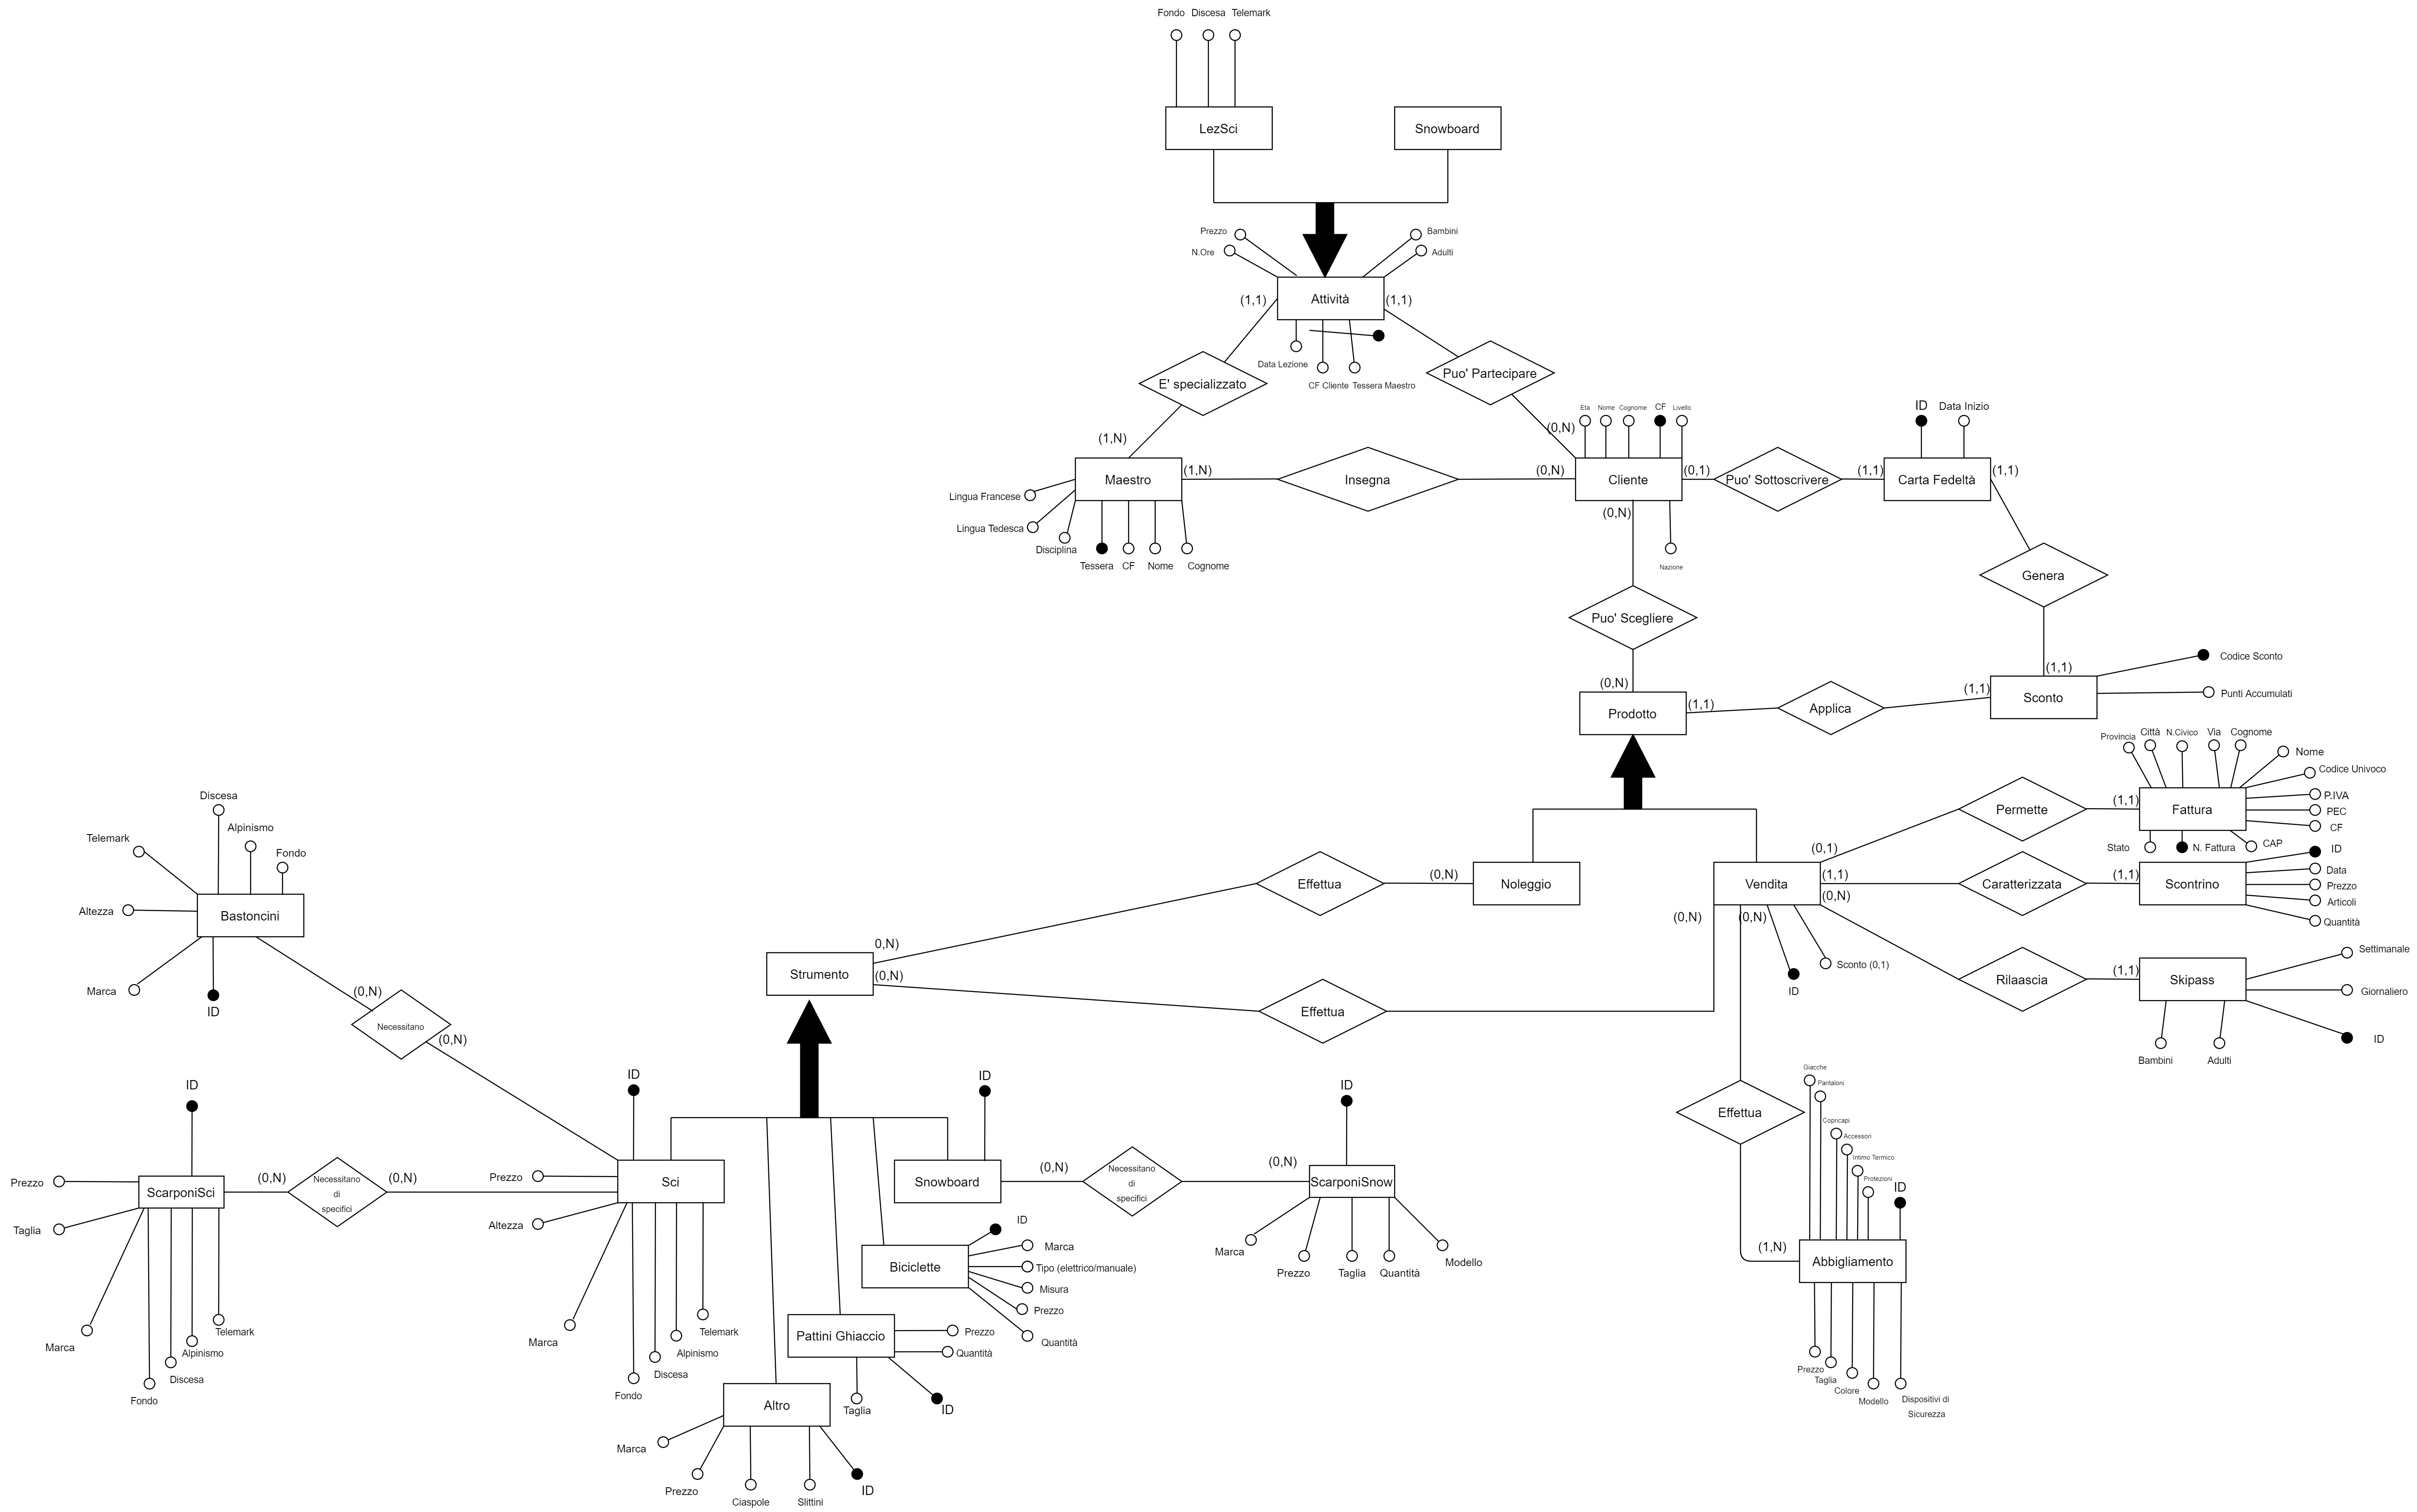 Fondo Discesa Telemark
LezSci
Snowboard
Prezzo
N.Ore
Bambini
Adulti
(1,1)
Attività
(1,1)
Data Lezione
CF Cliente
Tessera Maestro
E' specializzato
Puo' Partecipare
(1,N)
(0,N)
Eta
Nome
Cognome
CF
Livello
ID
Data Inizio
Maestro
(1,N)
Insegna
(0,N)
Cliente
(0,1)
Puo' Sottoscrivere
(1,1)
Carta Fedeltà
(1,1)
Lingua Francese
Lingua Tedesca
Disciplina
Tessera
CF
Nome
Cognome
(0,N)
Nazione
Genera
Puo' Scegliere
(0,N)
Prodotto
(1,1)
Applica
(1,1)
(1,1)
Sconto
Codice Sconto
Punti Accumulati
Provincia
Città
N.Civico
Via
Cognome
Nome
Codice Univoco
P.IVA
PEC
CF
Permette
(1,1)
Fattura
Stato
N. Fattura
CAP
(0,1)
ID
Data
Prezzo
Articoli
Quantità
Noleggio
Vendita
(1,1)
Caratterizzata
(1,1)
Scontrino
(0,N)
(0,N)
(0,N)
Sconto (0,1)
ID
Rilaascia
(1,1)
Skipass
Settimanale
Giornaliero
ID
Bambini
Adulti
Effettua
(0,N)
Strumento
0,N)
(0,N)
Effettua
Discesa
Telemark
Alpinismo
Fondo
Altezza
Bastoncini
Marca
ID
(0,N)
Necessitano
(0,N)
ID
Prezzo
ScarponiSci
Taglia
(0,N)
Necessitano
di
specifici
(0,N)
Marca
Fondo
Discesa
Alpinismo
Telemark
ID
Prezzo
Sci
Altezza
Marca
Fondo
Discesa
Alpinismo
Telemark
ID
Snowboard
(0,N)
Necessitano
di
specifici
(0,N)
ID
ScarponiSnow
Marca
Prezzo
Taglia
Quantità
Modello
Biciclette
ID
Marca
Tipo (elettrico/manuale)
Misura
Prezzo
Quantità
Pattini Ghiaccio
Prezzo
Quantità
Taglia
ID
Altro
Marca
Prezzo
Ciaspole
Slittini
ID
Effettua
(1,N)
Giacche
Pantaloni
Copricapi
Accessori
Intimo Termico
Protezioni
ID
Abbigliamento
Prezzo
Taglia
Colore
Modello
Dispositivi di
Sicurezza